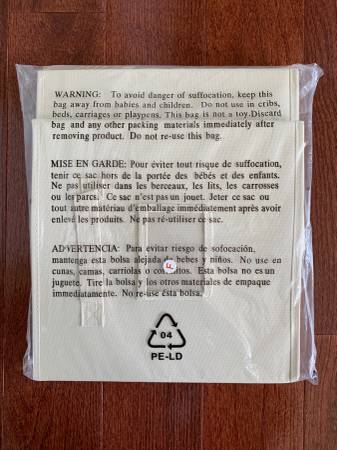 WARNING: To avoid danger of suffocation, keep this
bag away from babies and children. Do not use in cribs,
beds, carriages or playpens. This bag is not a toy.Discard
bag and any other packing materials immediately after
removing product. Do not re-use this bag.
MISE EN GARDE: Pour éviter tout risque de suffocation,
tenir ce sac hors de la portée des bébés et des enfants.
Ne pas utiliser dans les berceaux, les lits, les carrosses
ou les parcs. Ce sac n'est pas un jouet. Jeter ce sac ou
tout autre matériau d'emballage immédiatement après avoir
enlevé les produits. Ne pas ré-utiliser ce sac.
ADVERTENCIA: Para evitar riesgo de sofocación,
mantenga esta bolsa alejada de bebes y niños. No use en
cunas, camas, carriolas o Esta bolsa no es un
juguete. Tire la bolsa y los otros materiales de empaque
immediatamente. No re-use ésta bolsa.
04
PE-LD